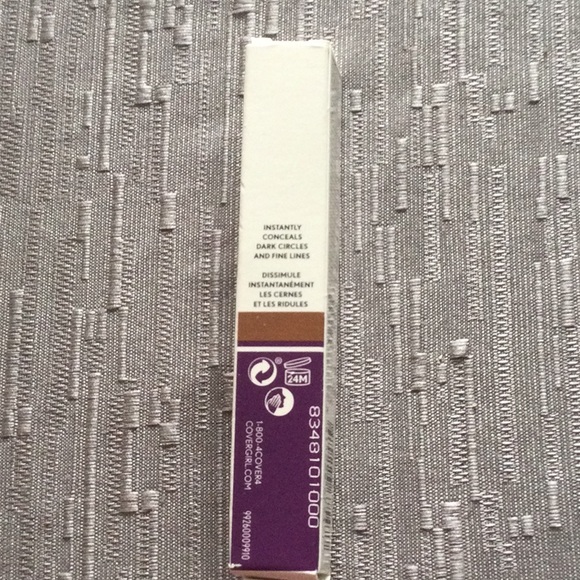 INSTANTLY
CONCEALS
DARK CIRCLES
AND FINE LINES
DISSIMULE
INSTANTANÉMENT
LES CERNES
ET LES RIDULES
24M
8348101000
1-800-4COVER4
COVERGIRL.COM
99260009910